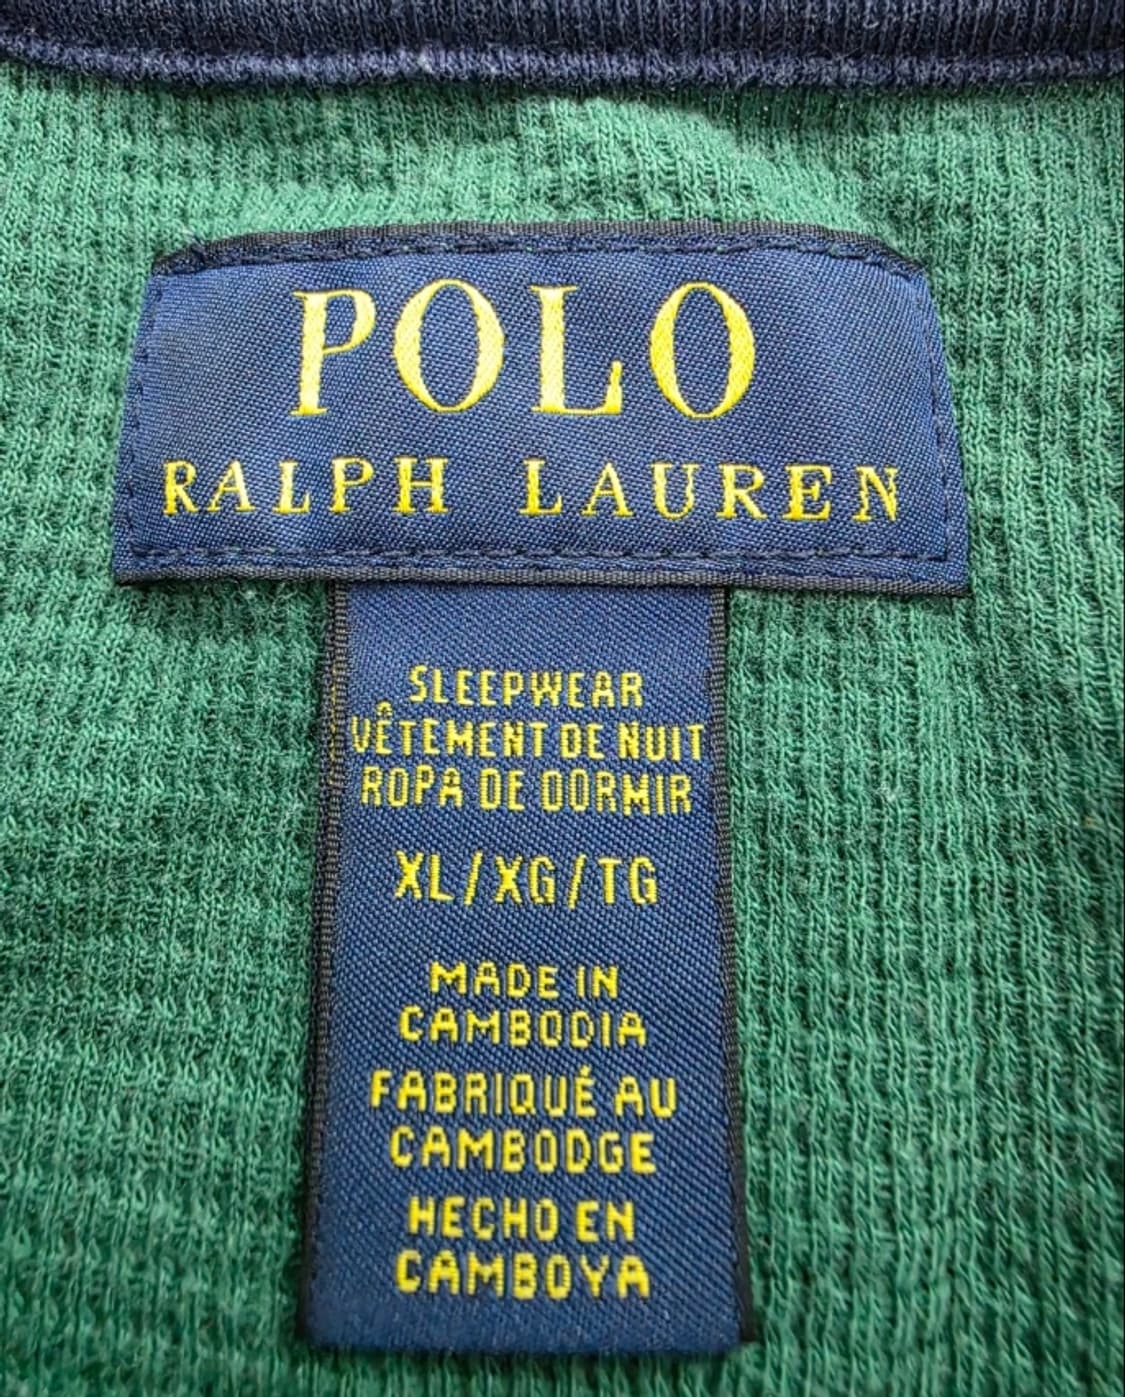 POLO
RALPH LAUREN
SLEEPWEAR
VÊTEMENT DE NUIT
ROPA DE DORMIR
XL/XG/TG
MADE IN
CAMBODIA
FABRIQUÉ AU
CAMBODGE
HECHO EN
CAMBOYA